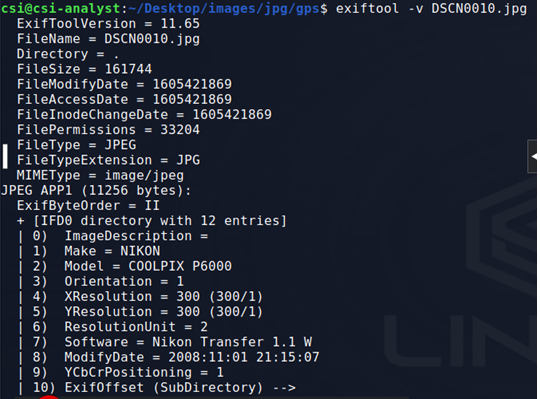 csi@csi-analyst:~/Desktop/images/jpg/gps$ exiftool -v DSCN0010.jpg
  ExifToolVersion = 11.65
  FileName = DSCN0010.jpg
  Directory = .
  FileSize = 161744
  FileModifyDate = 1605421869
  FileAccessDate = 1605421869
  FileInodeChangeDate = 1605421869
  FilePermissions = 33204
  FileType = JPEG
  FileTypeExtension = JPG
  MIMEType = image/jpeg
JPEG APP1 (11256 bytes):
  ExifByteOrder = II
  + [IFD0 directory with 12 entries]
  | 0)  ImageDescription =
  | 1)  Make = NIKON
  | 2)  Model = COOLPIX P6000
  | 3)  Orientation = 1
  | 4)  XResolution = 300 (300/1)
  | 5)  YResolution = 300 (300/1)
  | 6)  ResolutionUnit = 2
  | 7)  Software = Nikon Transfer 1.1 W
  | 8)  ModifyDate = 2008:11:01 21:15:07
  | 9)  YCbCrPositioning = 1
  | 10) ExifOffset (SubDirectory) -->
LIN